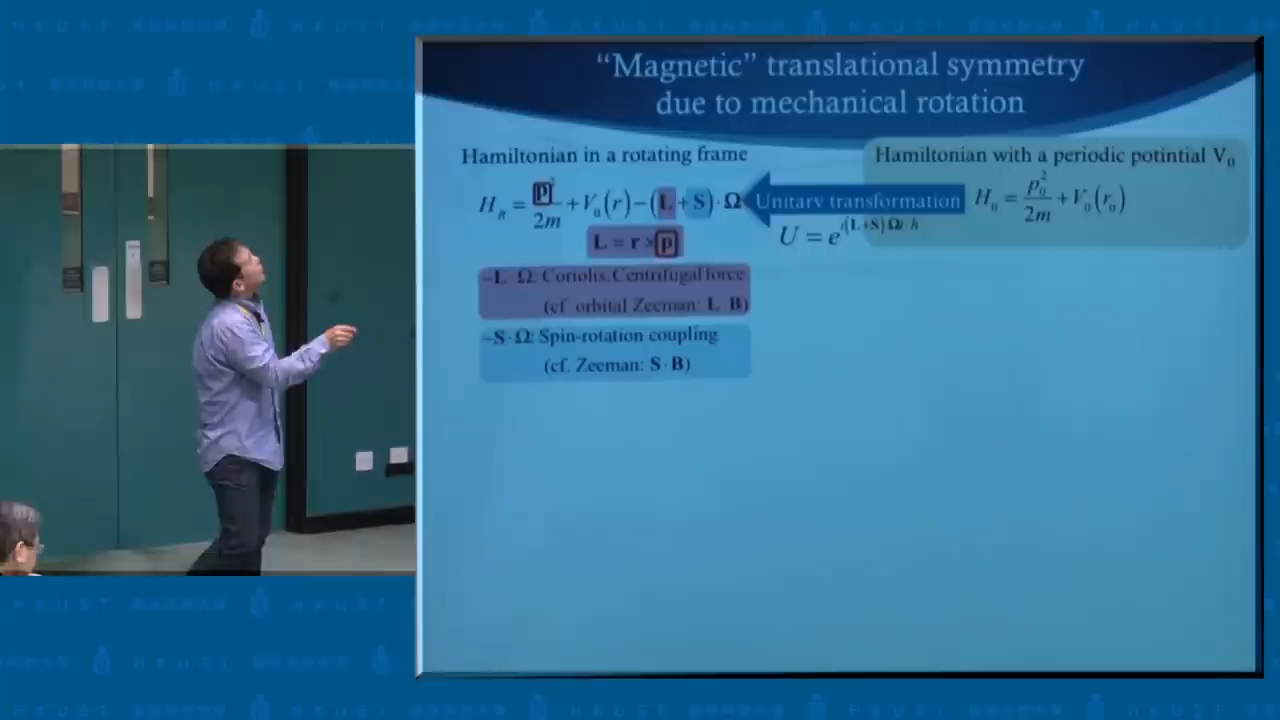 “Magnetic” translational symmetry
due to mechanical rotation
Hamiltonian in a rotating frame
H_R = p²/2m + V₀(r) − (L + S) · Ω
L = r × p
−L · Ω: Coriolis, Centrifugal force
(cf. orbital Zeeman: L · B)
−S · Ω: Spin-rotation coupling
(cf. Zeeman: S · B)
Unitary transformation
U = e^{i(L+S)·Ωt/ħ}
Hamiltonian with a periodic potintial V₀
H₀ = p₀²/2m + V₀(r₀)
HKUST